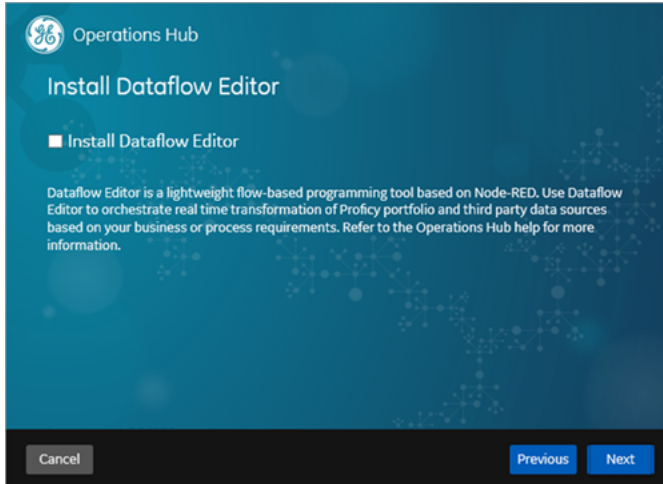 Operations Hub
Install Dataflow Editor
Install Dataflow Editor
Dataflow Editor is a lightweight flow-based programming tool based on Node-RED. Use Dataflow
Editor to orchestrate real time transformation of Proficy portfolio and third party data sources
based on your business or process requirements. Refer to the Operations Hub help for more
information.
Cancel
Previous
Next